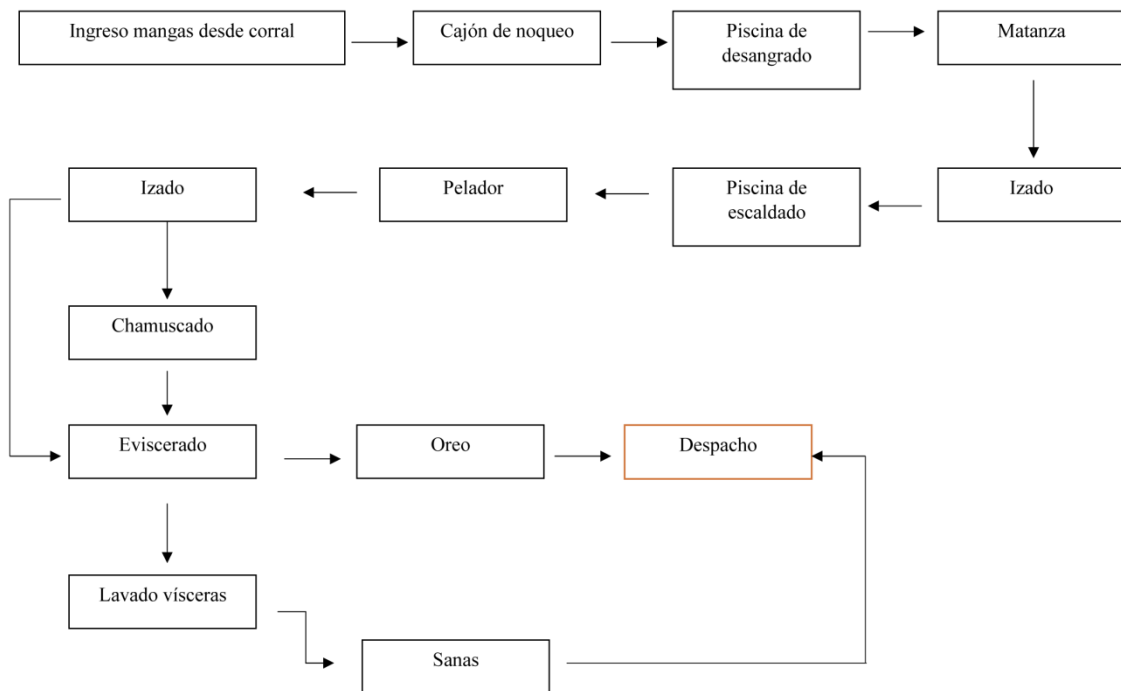 Ingreso mangas desde corral
Cajón de noqueo
Piscina de
desangrado
Matanza
Izado
Piscina de
escaldado
Pelador
Izado
Chamuscado
Eviscerado
Oreo
Despacho
Lavado vísceras
Sanas